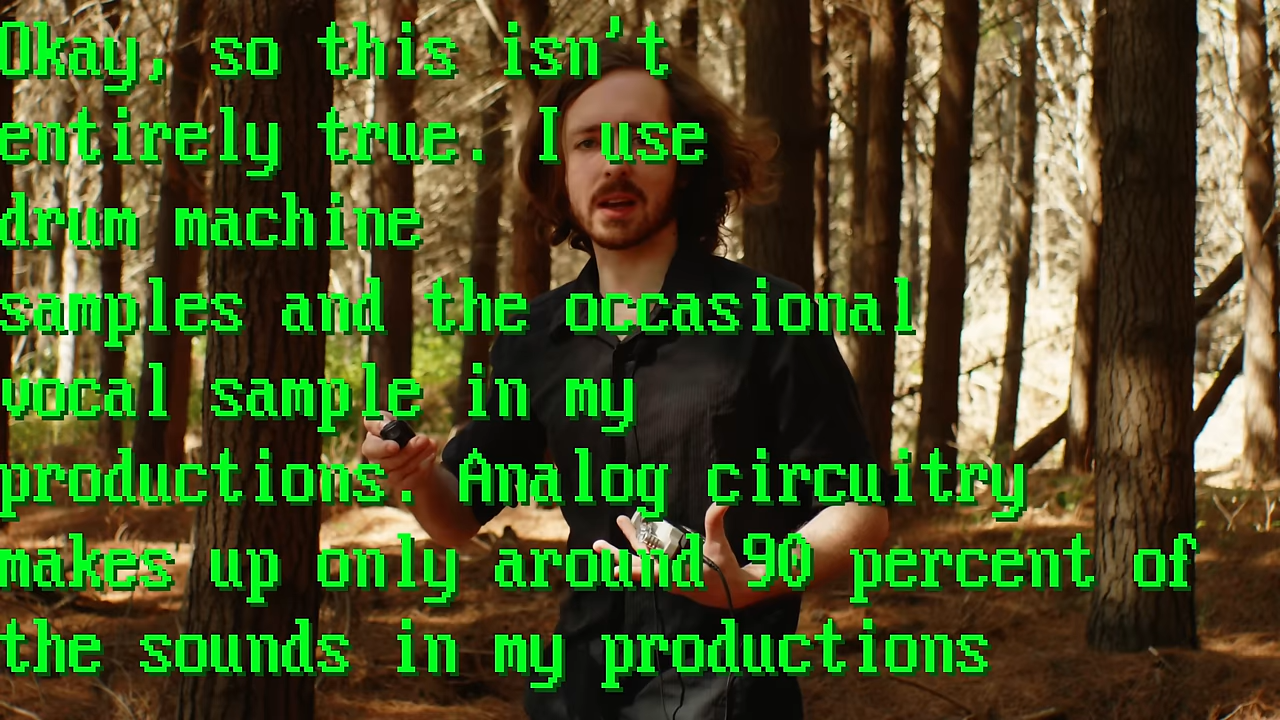 Okay, so this isn't
entirely true. I use
drum machine
samples and the occasional
vocal sample in my
productions. Analog circuitry
makes up only around 90 percent of
the sounds in my productions